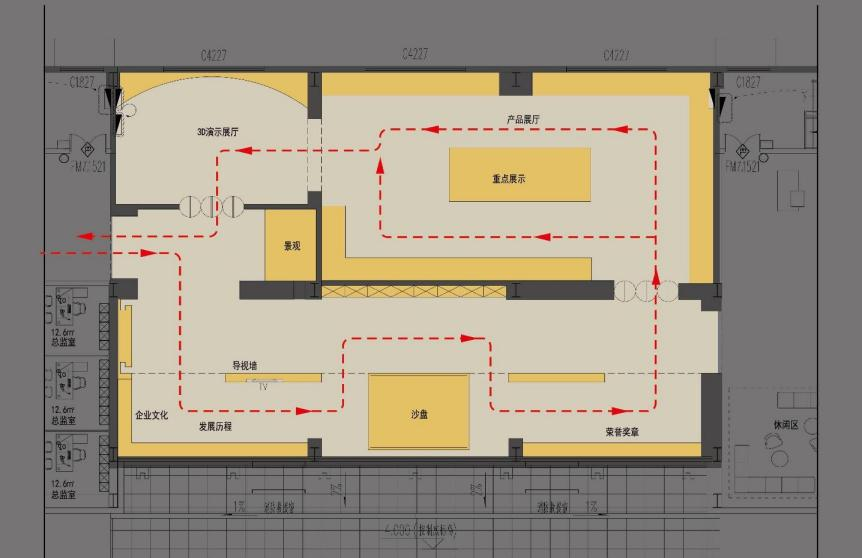 C4227
C4227
C4227
C1827
C1827
3D演示展厅
产品展厅
FM乙1521
FM乙1521
重点展示
景观
12.6㎡
总监室
导视墙
TV
12.6㎡
总监室
企业文化
发展历程
沙盘
荣誉奖章
休闲区
12.6㎡
总监室
1%
2%
2%
1%